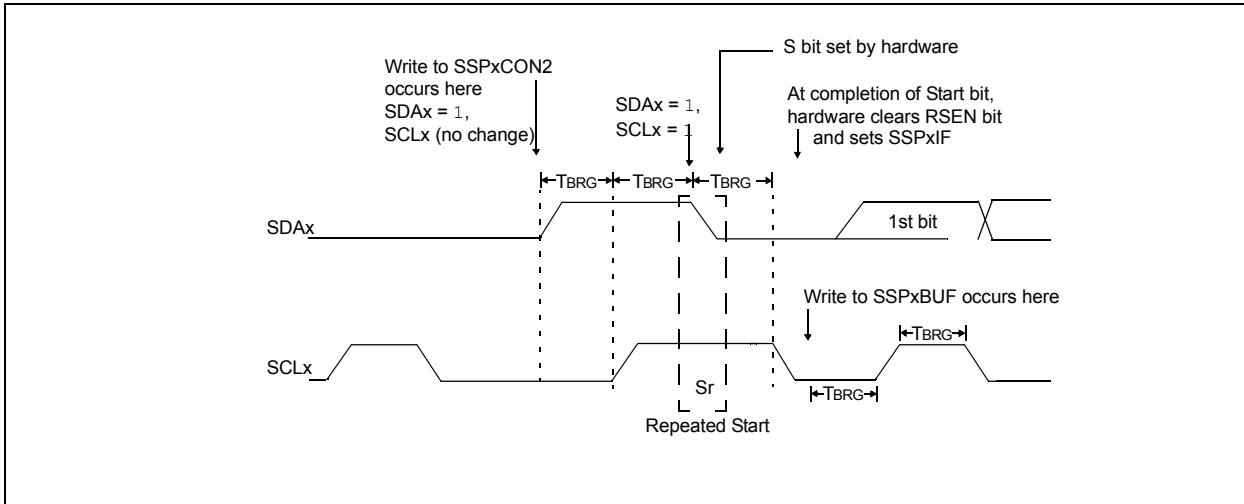 S bit set by hardware
Write to SSPxCON2
occurs here
SDAx = 1,
SCLx (no change)
SDAx = 1,
SCLx = 1
At completion of Start bit,
hardware clears RSEN bit
and sets SSPxIF
TBRG TBRG TBRG
SDAx
1st bit
Write to SSPxBUF occurs here
TBRG
SCLx
Sr
TBRG
Repeated Start